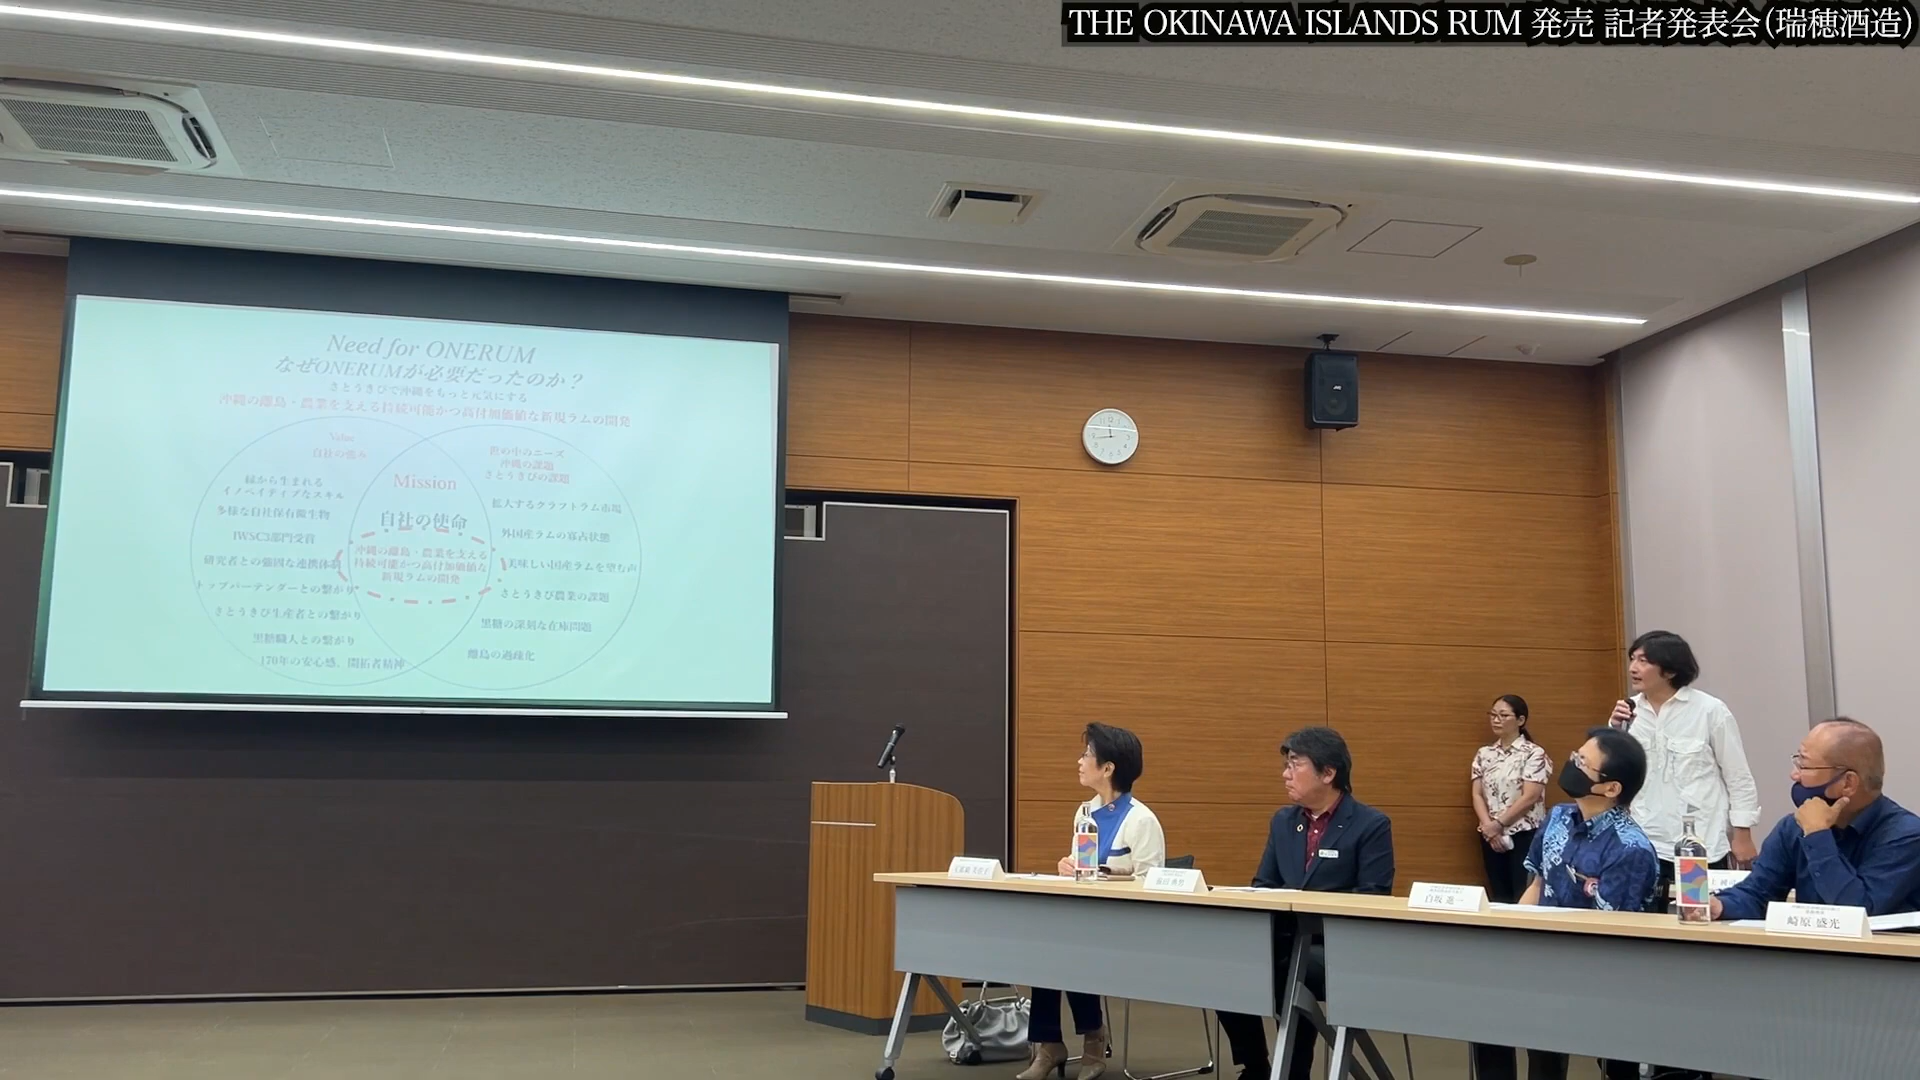 THE OKINAWA ISLANDS RUM 発売 記者発表会(瑞穂酒造)
Need for ONERUM
なぜONERUMが必要だったのか？
さとうきびで沖縄をもっと元気にする
沖縄の離島・農業を支える持続可能かつ高付加価値な新規ラムの開発
Value
自社の強み
縁から生まれる
イノベイティブなスキル
多様な自社保有微生物
IWSC3部門受賞
研究者との強固な連携体制
トップバーテンダーとの繋がり
さとうきび生産者との繋がり
黒糖職人との繋がり
170年の安心感、開拓者精神
Mission
自社の使命
沖縄の離島・農業を支える
持続可能かつ高付加価値な
新規ラムの開発
世の中のニーズ
沖縄の課題
さとうきびの課題
拡大するクラフトラム市場
外国産ラムの寡占状態
美味しい国産ラムを望む声
さとうきび農業の課題
黒糖の深刻な在庫問題
離島の過疎化
白坂 進一
崎原 盛光